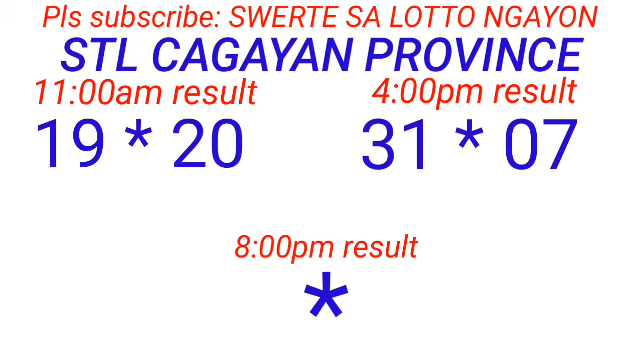 Pls subscribe: SWERTE SA LOTTO NGAYON
STL CAGAYAN PROVINCE
11:00am result 4:00pm result
19 * 20 31 * 07
8:00pm result
*